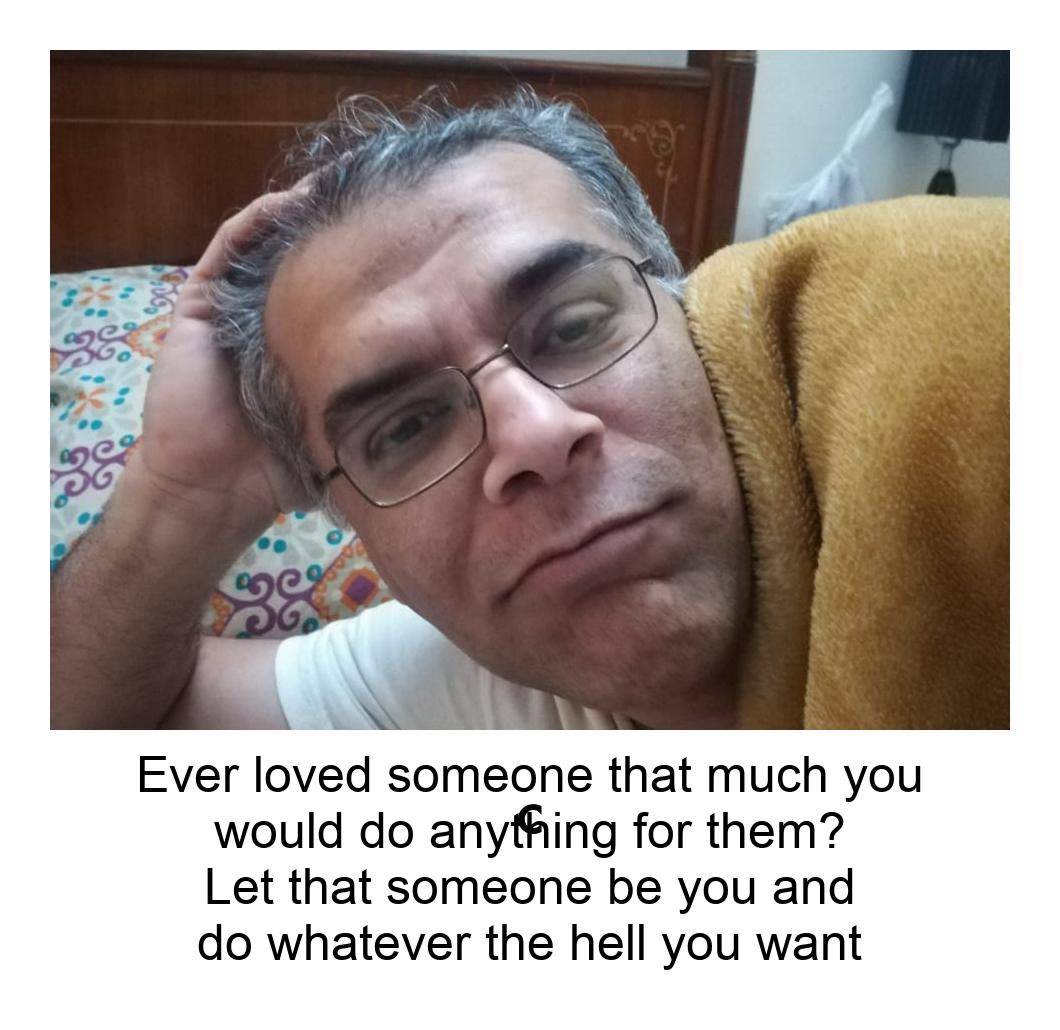 Ever loved someone that much you
would do anything for them?
Let that someone be you and
do whatever the hell you want